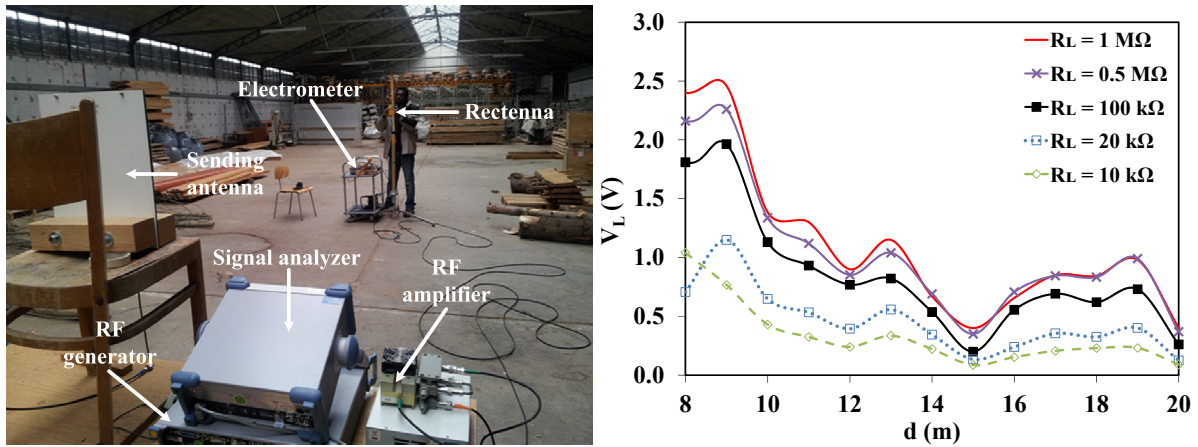 Electrometer
Rectenna
Sending
antenna
Signal analyzer
RF
amplifier
RF
generator
3.0
2.5
2.0
1.5
1.0
0.5
0.0
V_L (V)
R_L = 1 MΩ
R_L = 0.5 MΩ
R_L = 100 kΩ
R_L = 20 kΩ
R_L = 10 kΩ
8 10 12 14 16 18 20
d (m)